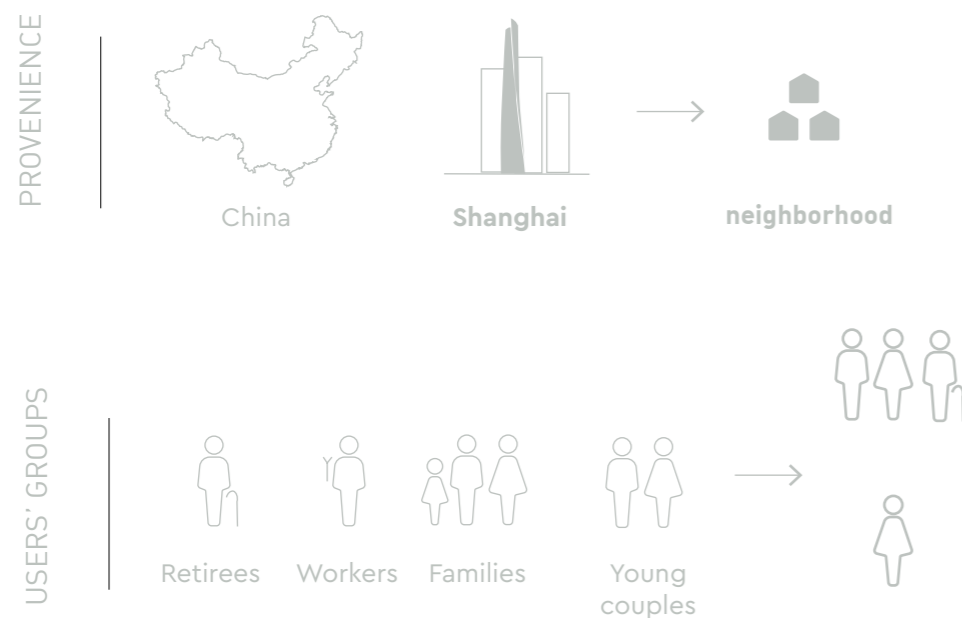 PROVENIENCE
China
Shanghai
neighborhood
USERS' GROUPS
Retirees
Workers
Families
Young
couples